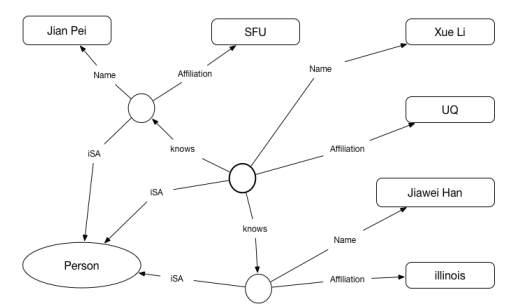 Jian Pei
SFU
Xue Li
Name
Affiliation
Name
UQ
iSA
knows
Affiliation
iSA
Jiawei Han
knows
Name
Person
iSA
Affiliation
illinois